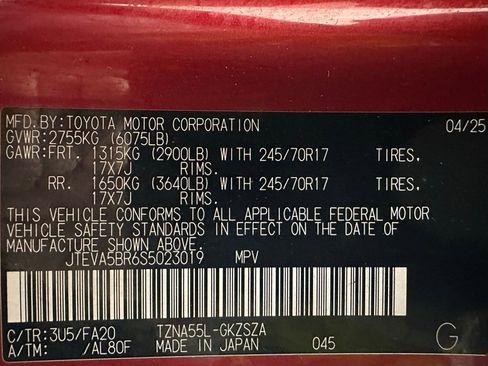 MFD.BY:TOYOTA MOTOR CORPORATION 04/25
GVWR:2755KG (6075LB)
GAWR:FRT. 1315KG (2900LB) WITH 245/70R17 TIRES.
17X7J RIMS.
RR. 1650KG (3640LB) WITH 245/70R17 TIRES.
17X7J RIMS.
THIS VEHICLE CONFORMS TO ALL APPLICABLE FEDERAL MOTOR
VEHICLE SAFETY STANDARDS IN EFFECT ON THE DATE OF
MANUFACTURE SHOWN ABOVE.
JTEVA5BR6S5023019 MPV
C/TR:3U5/FA20 TZNA55L-GKZSZA
A/TM: /AL80F MADE IN JAPAN 045 G